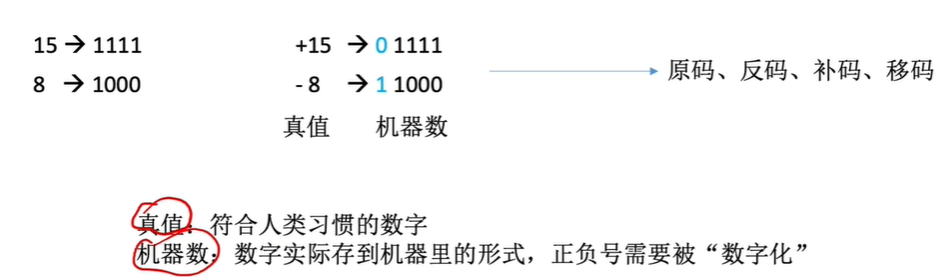 15 → 1111 +15 → 0 1111
8 → 1000 - 8 → 1 1000
原码、反码、补码、移码
真值 机器数
真值：符合人类习惯的数字
机器数：数字实际存到机器里的形式，正负号需要被“数字化”